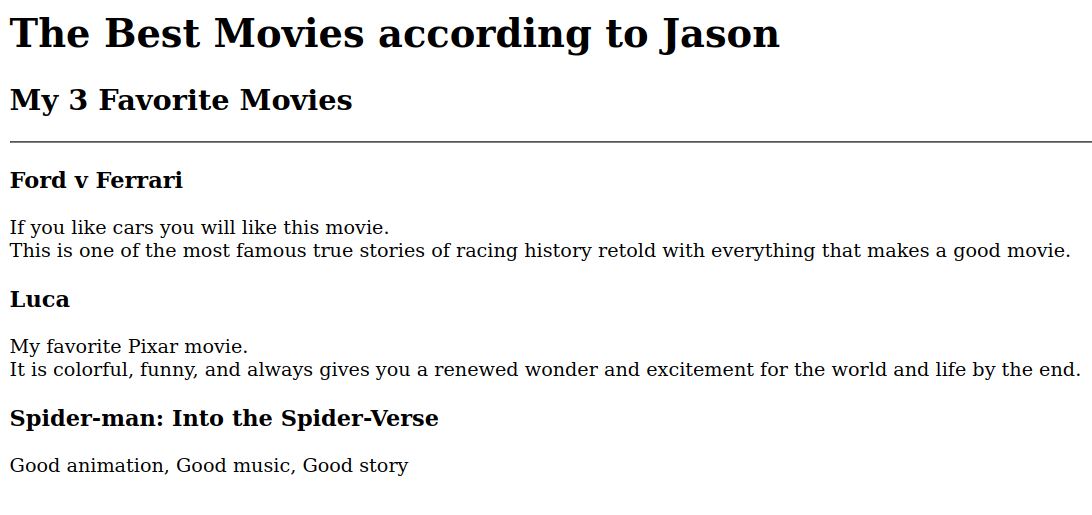 The Best Movies according to Jason
My 3 Favorite Movies
Ford v Ferrari
If you like cars you will like this movie.
This is one of the most famous true stories of racing history retold with everything that makes a good movie.
Luca
My favorite Pixar movie.
It is colorful, funny, and always gives you a renewed wonder and excitement for the world and life by the end.
Spider-man: Into the Spider-Verse
Good animation, Good music, Good story